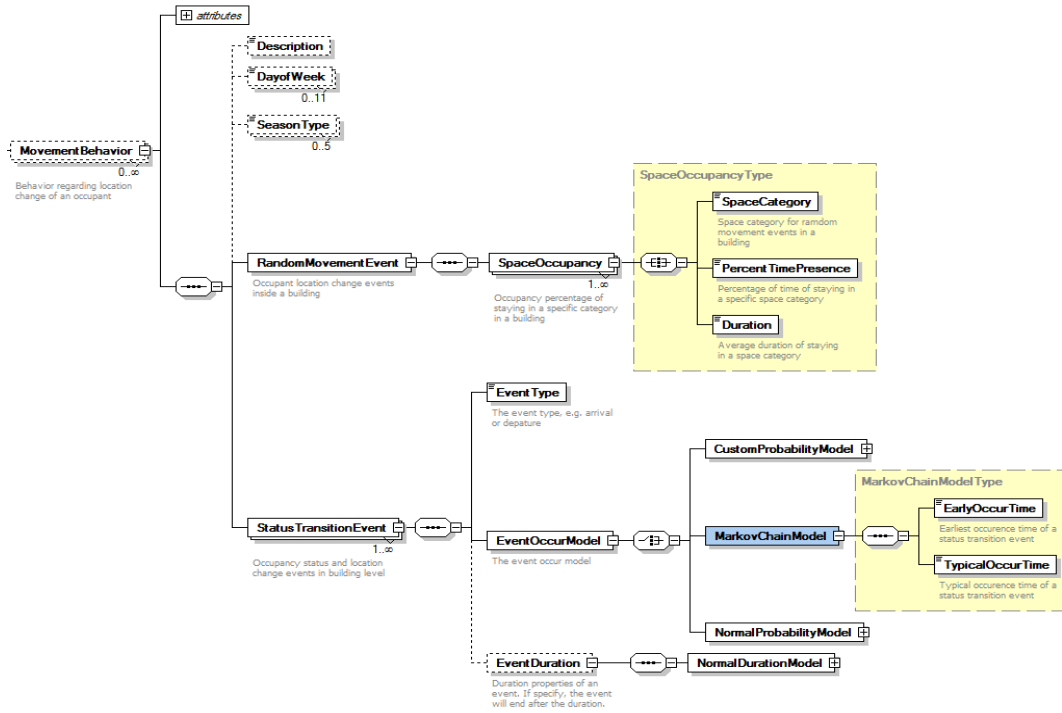 attributes
Description
DayofWeek
0..11
SeasonType
0..5
MovementBehavior
0..∞
Behavior regarding location
change of an occupant
SpaceOccupancyType
SpaceCategory
Space category for ramdom
movement events in a
building
RandomMovementEvent
Occupant location change events
inside a building
SpaceOccupancy
1..∞
Occupancy percentage of
staying in a specific category
in a building
PercentTimePresence
Percentage of time of staying in
a specific space category
Duration
Average duration of staying
in a space category
EventType
The event type, e.g. arrival
or depature
CustomProbabilityModel
MarkovChainModelType
EarlyOccurTime
Earliest occurence time of a
status transition event
StatusTransitionEvent
1..∞
Occupancy status and location
change events in building level
EventOccurModel
The event occur model
MarkovChainModel
TypicalOccurTime
Typical occurence time of a
status transition event
NormalProbabilityModel
EventDuration
Duration properties of an
event. If specify, the event
will end after the duration.
NormalDurationModel